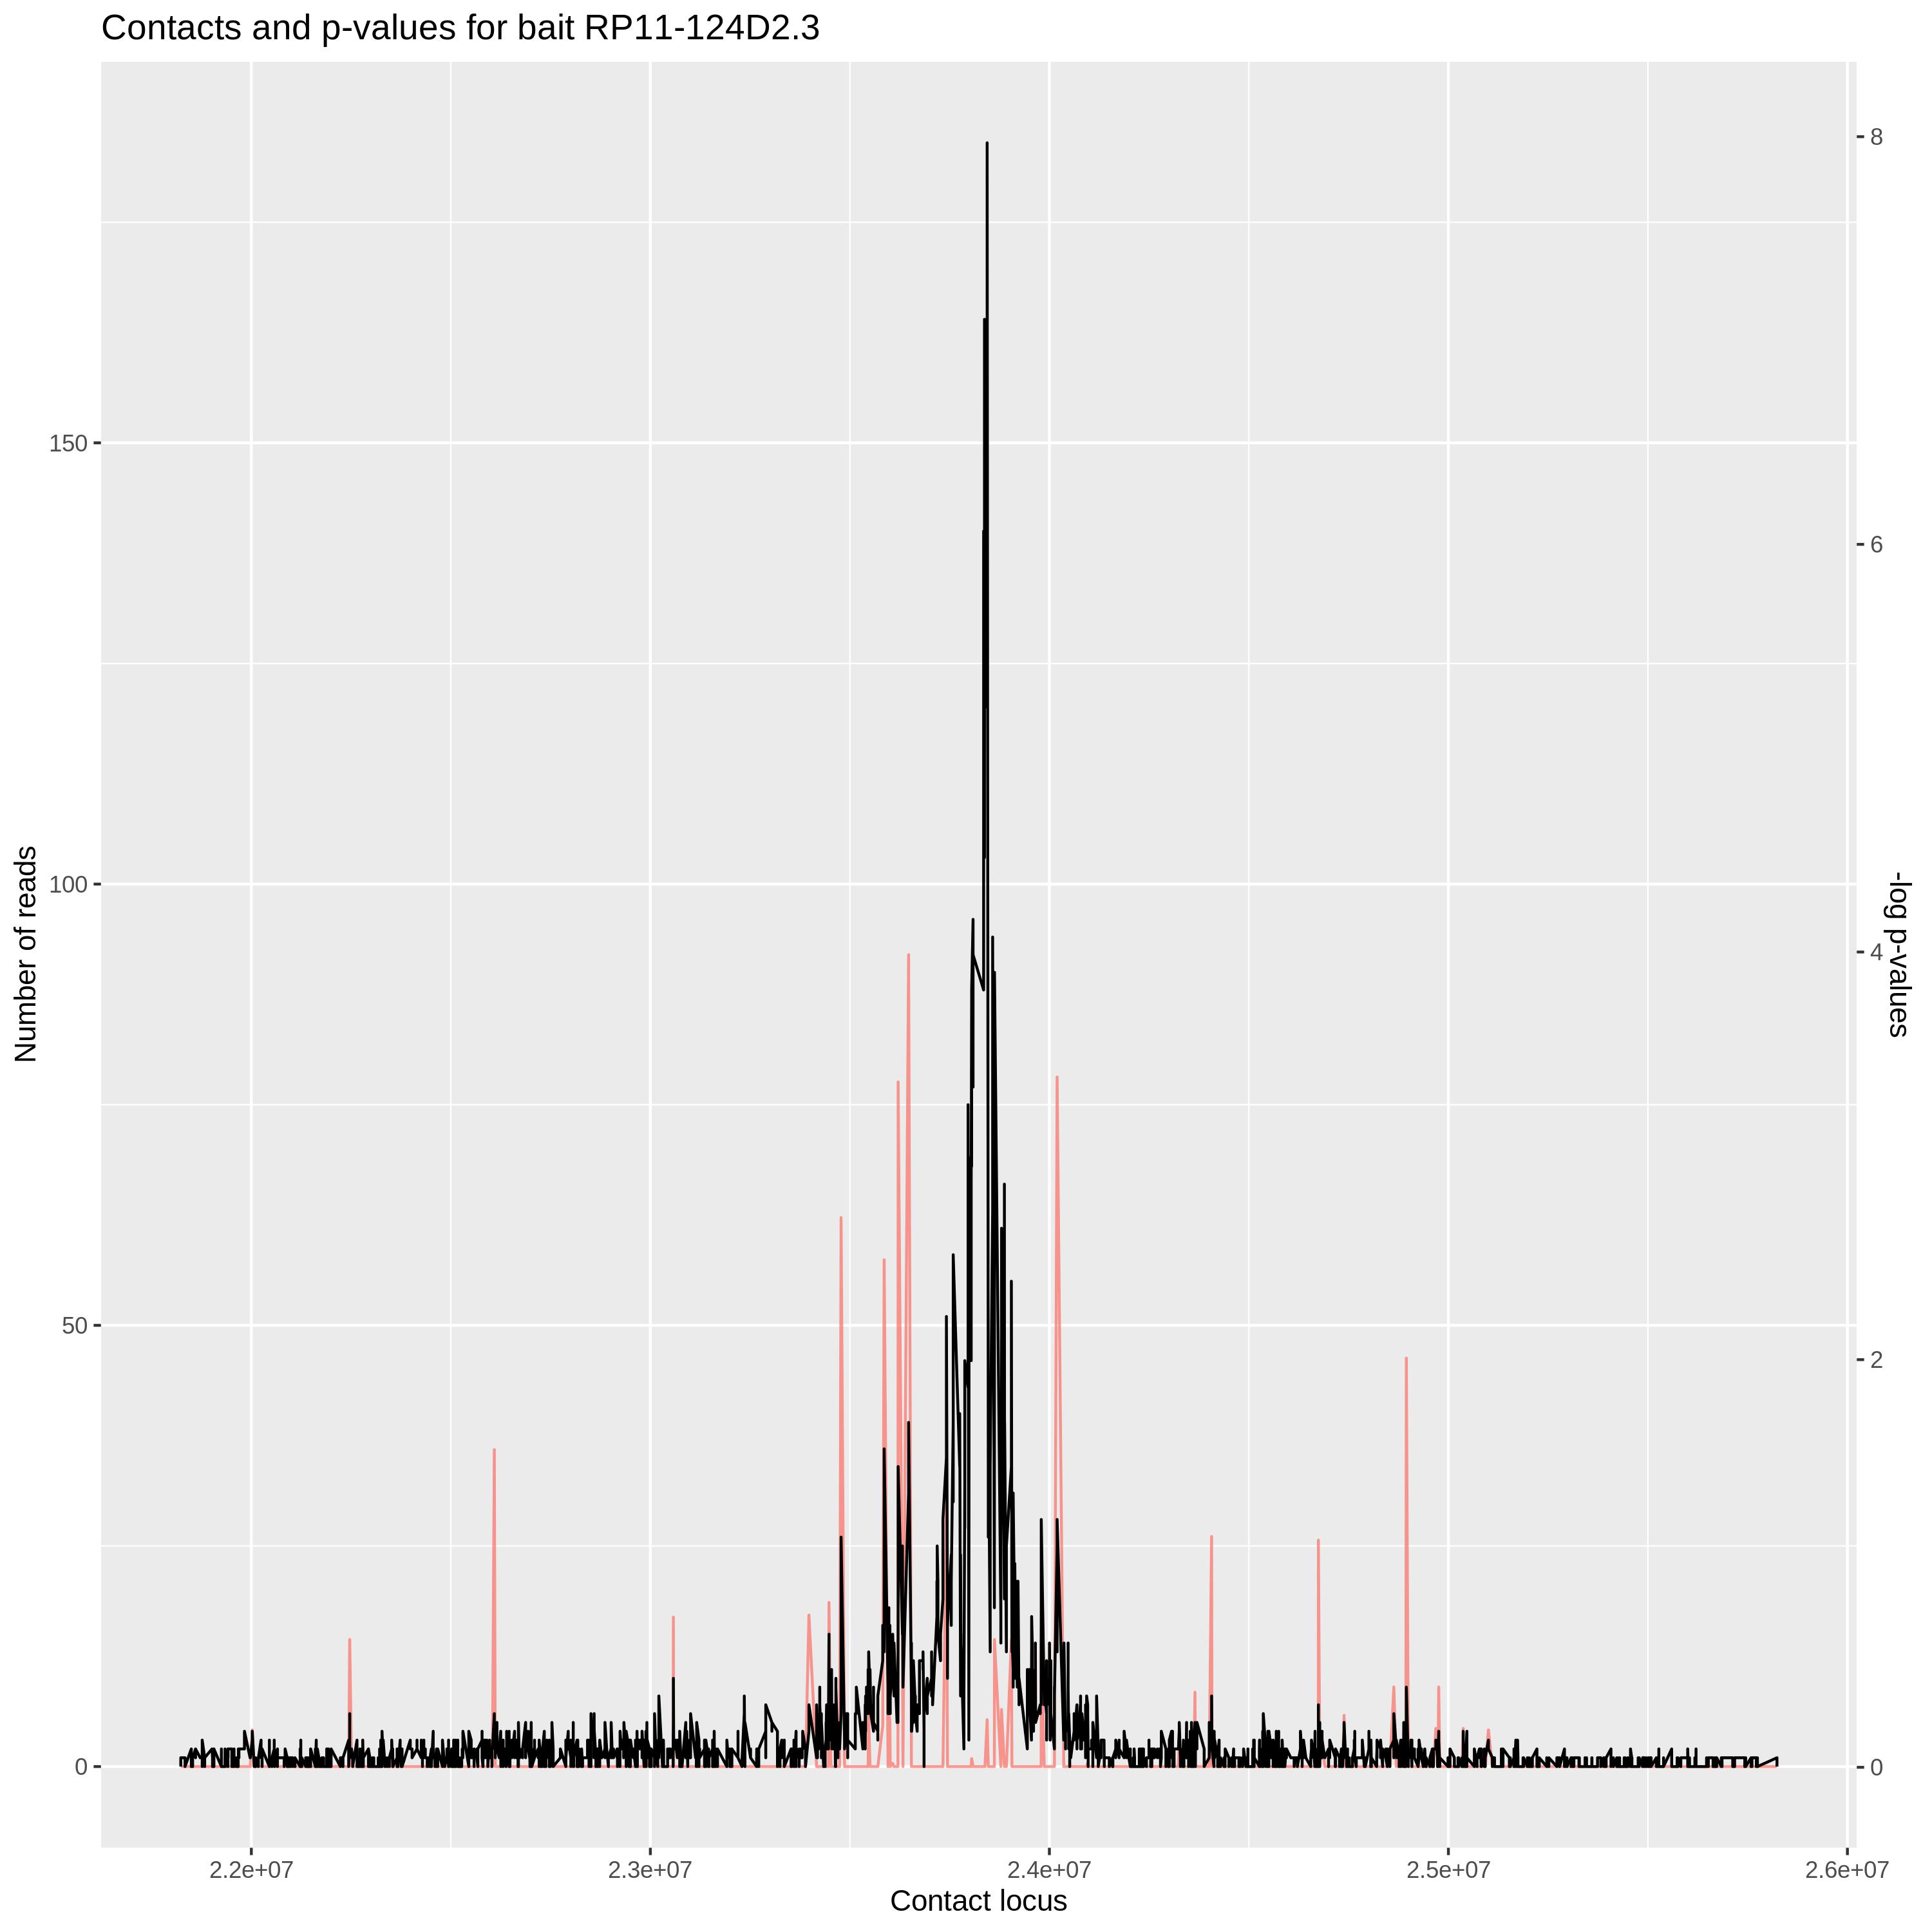 Contacts and p-values for bait RP11-124D2.3
150
100
50
0
Number of reads
8
6
4
2
0
-log p-values
2.2e+07
2.3e+07
2.4e+07
2.5e+07
2.6e+07
Contact locus